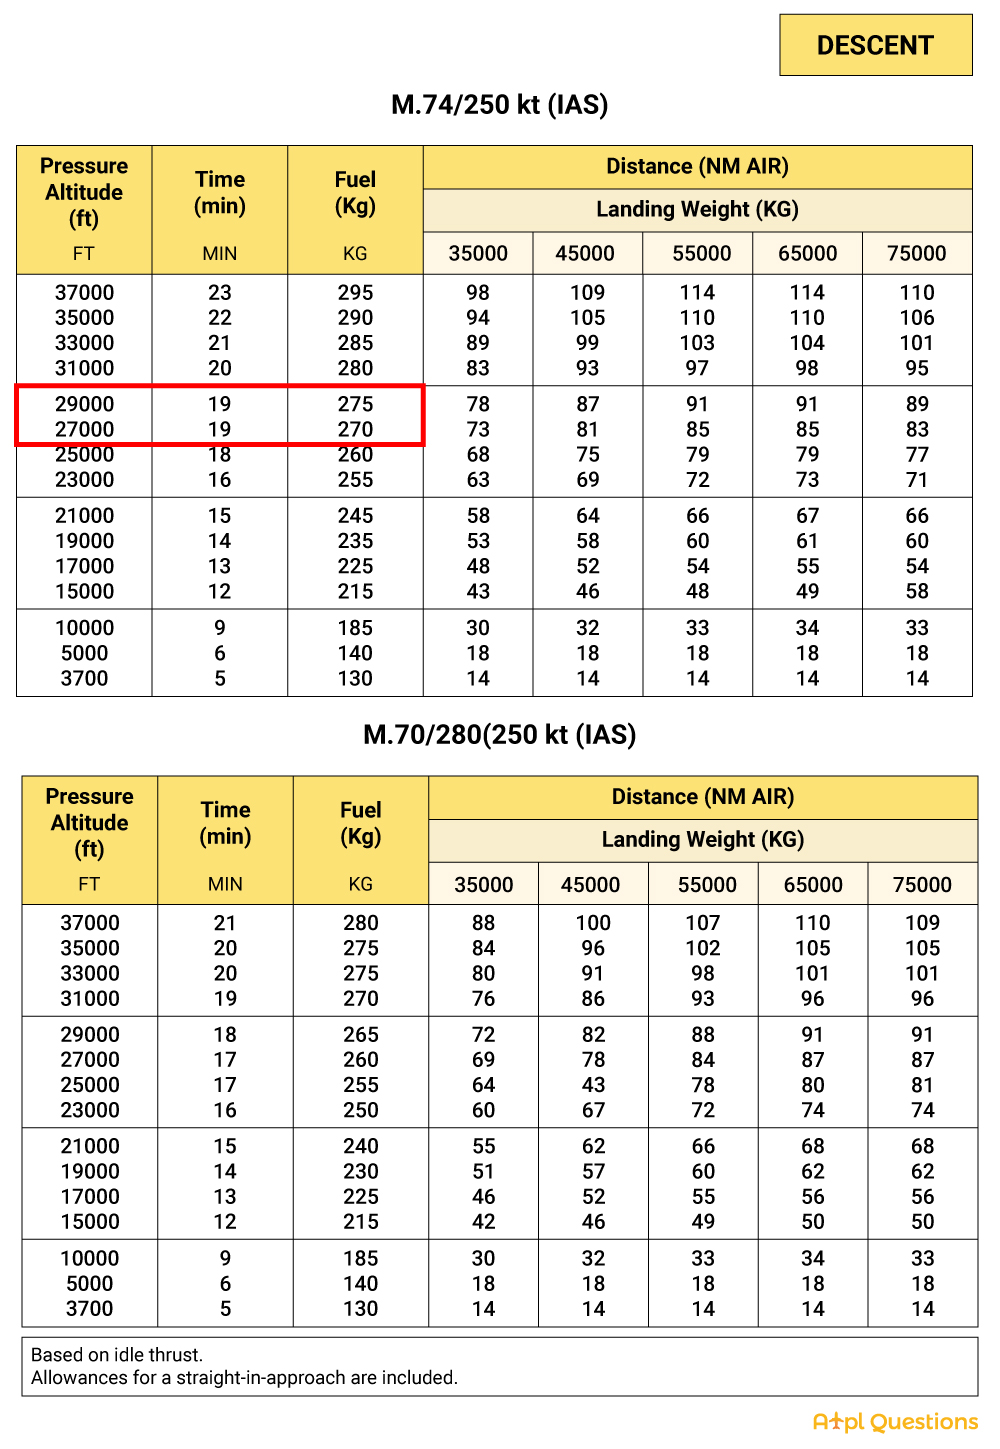 DESCENT
M.74/250 kt (IAS)
Pressure Altitude (ft) Time (min) Fuel (Kg) Distance (NM AIR)
Landing Weight (KG)
FT MIN KG 35000 45000 55000 65000 75000
37000 23 295 98 109 114 114 110
35000 22 290 94 105 110 110 106
33000 21 285 89 99 103 104 101
31000 20 280 83 93 97 98 95
29000 19 275 78 87 91 91 89
27000 19 270 73 81 85 85 83
25000 18 260 68 75 79 79 77
23000 16 255 63 69 72 73 71
21000 15 245 58 64 66 67 66
19000 14 235 53 58 60 61 60
17000 13 225 48 52 54 55 54
15000 12 215 43 46 48 49 58
10000 9 185 30 32 33 34 33
5000 6 140 18 18 18 18 18
3700 5 130 14 14 14 14 14
M.70/280(250 kt (IAS)
Pressure Altitude (ft) Time (min) Fuel (Kg) Distance (NM AIR)
Landing Weight (KG)
FT MIN KG 35000 45000 55000 65000 75000
37000 21 280 88 100 107 110 109
35000 20 275 84 96 102 105 105
33000 20 275 80 91 98 101 101
31000 19 270 76 86 93 96 96
29000 18 265 72 82 88 91 91
27000 17 260 69 78 84 87 87
25000 17 255 64 43 78 80 81
23000 16 250 60 67 72 74 74
21000 15 240 55 62 66 68 68
19000 14 230 51 57 60 62 62
17000 13 225 46 52 55 56 56
15000 12 215 42 46 49 50 50
10000 9 185 30 32 33 34 33
5000 6 140 18 18 18 18 18
3700 5 130 14 14 14 14 14
Based on idle thrust.
Allowances for a straight-in-approach are included.
Atpl Questions